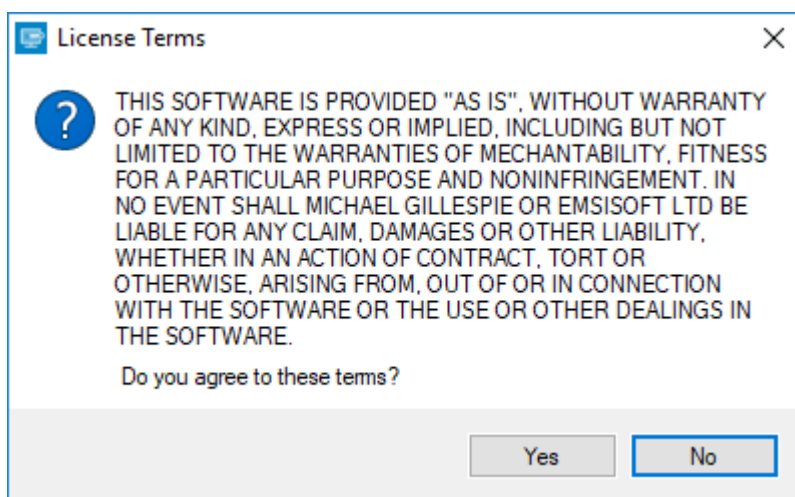 License Terms
THIS SOFTWARE IS PROVIDED "AS IS", WITHOUT WARRANTY
OF ANY KIND, EXPRESS OR IMPLIED, INCLUDING BUT NOT
LIMITED TO THE WARRANTIES OF MECHANTABILITY, FITNESS
FOR A PARTICULAR PURPOSE AND NONINFRINGEMENT. IN
NO EVENT SHALL MICHAEL GILLESPIE OR EMSISOFT LTD BE
LIABLE FOR ANY CLAIM, DAMAGES OR OTHER LIABILITY,
WHETHER IN AN ACTION OF CONTRACT, TORT OR
OTHERWISE, ARISING FROM, OUT OF OR IN CONNECTION
WITH THE SOFTWARE OR THE USE OR OTHER DEALINGS IN
THE SOFTWARE.
Do you agree to these terms?
Yes No